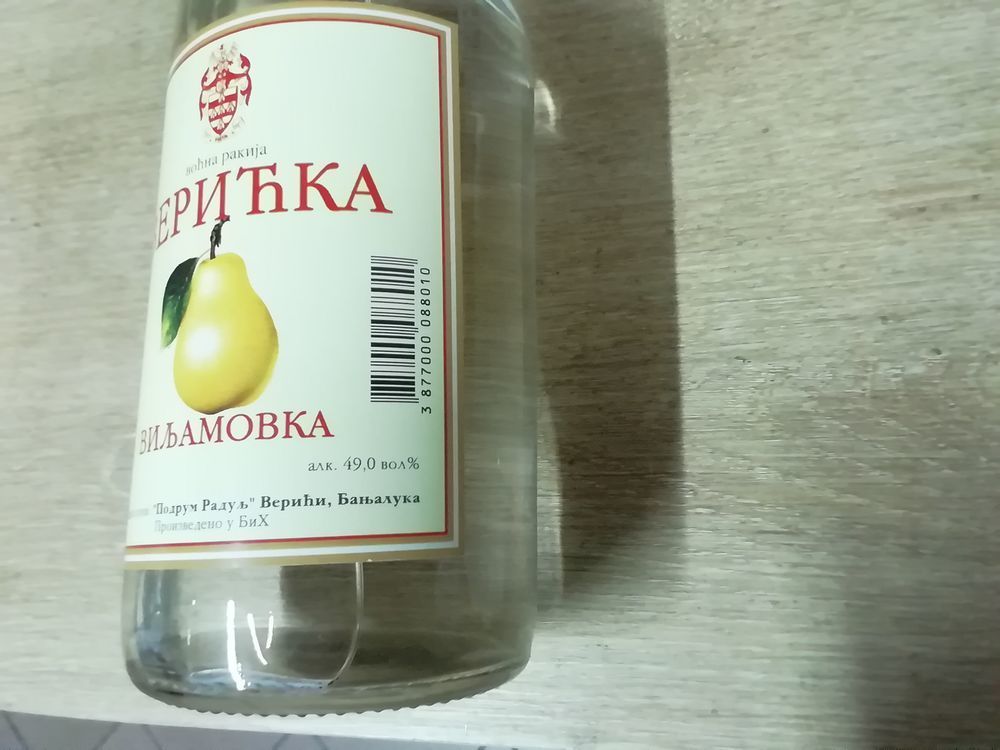 воћна ракија
ЕРИЋКА
ВИЉАМОВКА
3 877000 088010
алк. 49,0 вол%
"Подрум Радуљ" Верићи, Бањалука
Произведено у БиХ